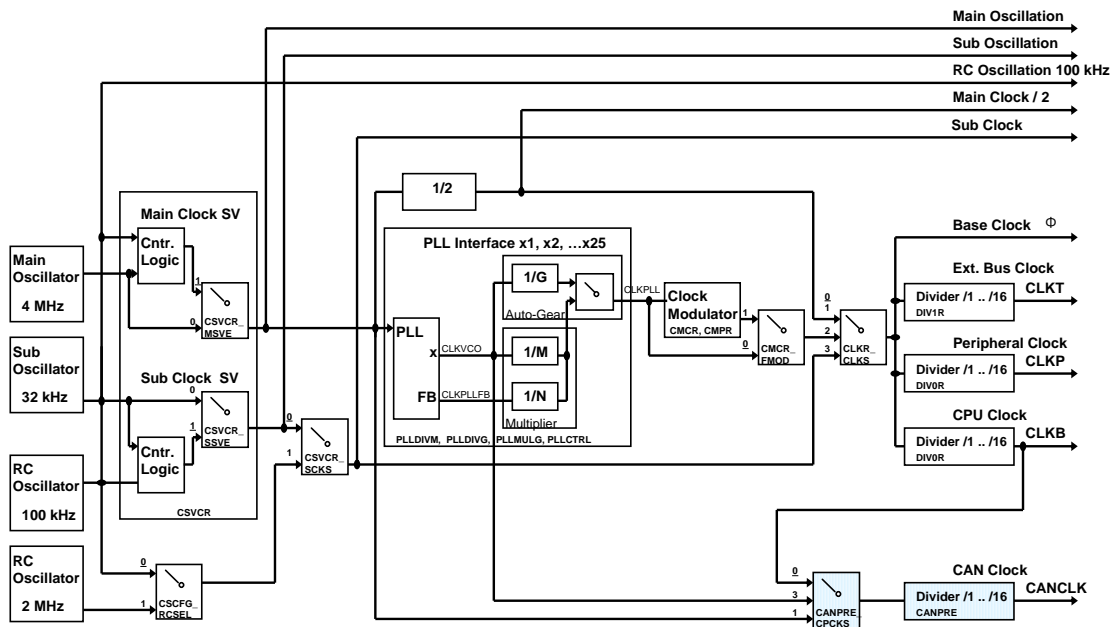 Main Oscillation
Sub Oscillation
RC Oscillation 100 kHz
Main Clock / 2
Sub Clock
1/2
Main Clock SV
Cntr.
Logic
1
0
CSVCR_
MSVE
Main
Oscillator
4 MHz
Sub
Oscillator
32 kHz
Sub Clock SV
0
1
CSVCR_
SSVE
Cntr.
Logic
CSVCR
RC
Oscillator
100 kHz
RC
Oscillator
2 MHz
0
1
CSCFG_
RCSEL
0
1
CSVCR_
SCKS
PLL Interface x1, x2, ...x25
PLL
x
FB
CLKVCO
CLKPLLFB
1/G
Auto-Gear
1/M
1/N
Multiplier
PLLDIVM, PLLDIVG, PLLMULG, PLLCTRL
CLKPLL
Clock
Modulator
CMCR, CMPR
1
0
CMCR_
FMOD
0
1
2
3
CLKR_
CLKS
Base Clock Φ
Ext. Bus Clock
Divider /1 .. /16
CLKT
DIV1R
Peripheral Clock
Divider /1 .. /16
CLKP
DIV0R
CPU Clock
Divider /1 .. /16
CLKB
DIV0R
0
3
1
CANPRE_
CPCKS
CAN Clock
Divider /1 .. /16
CANCLK
CANPRE